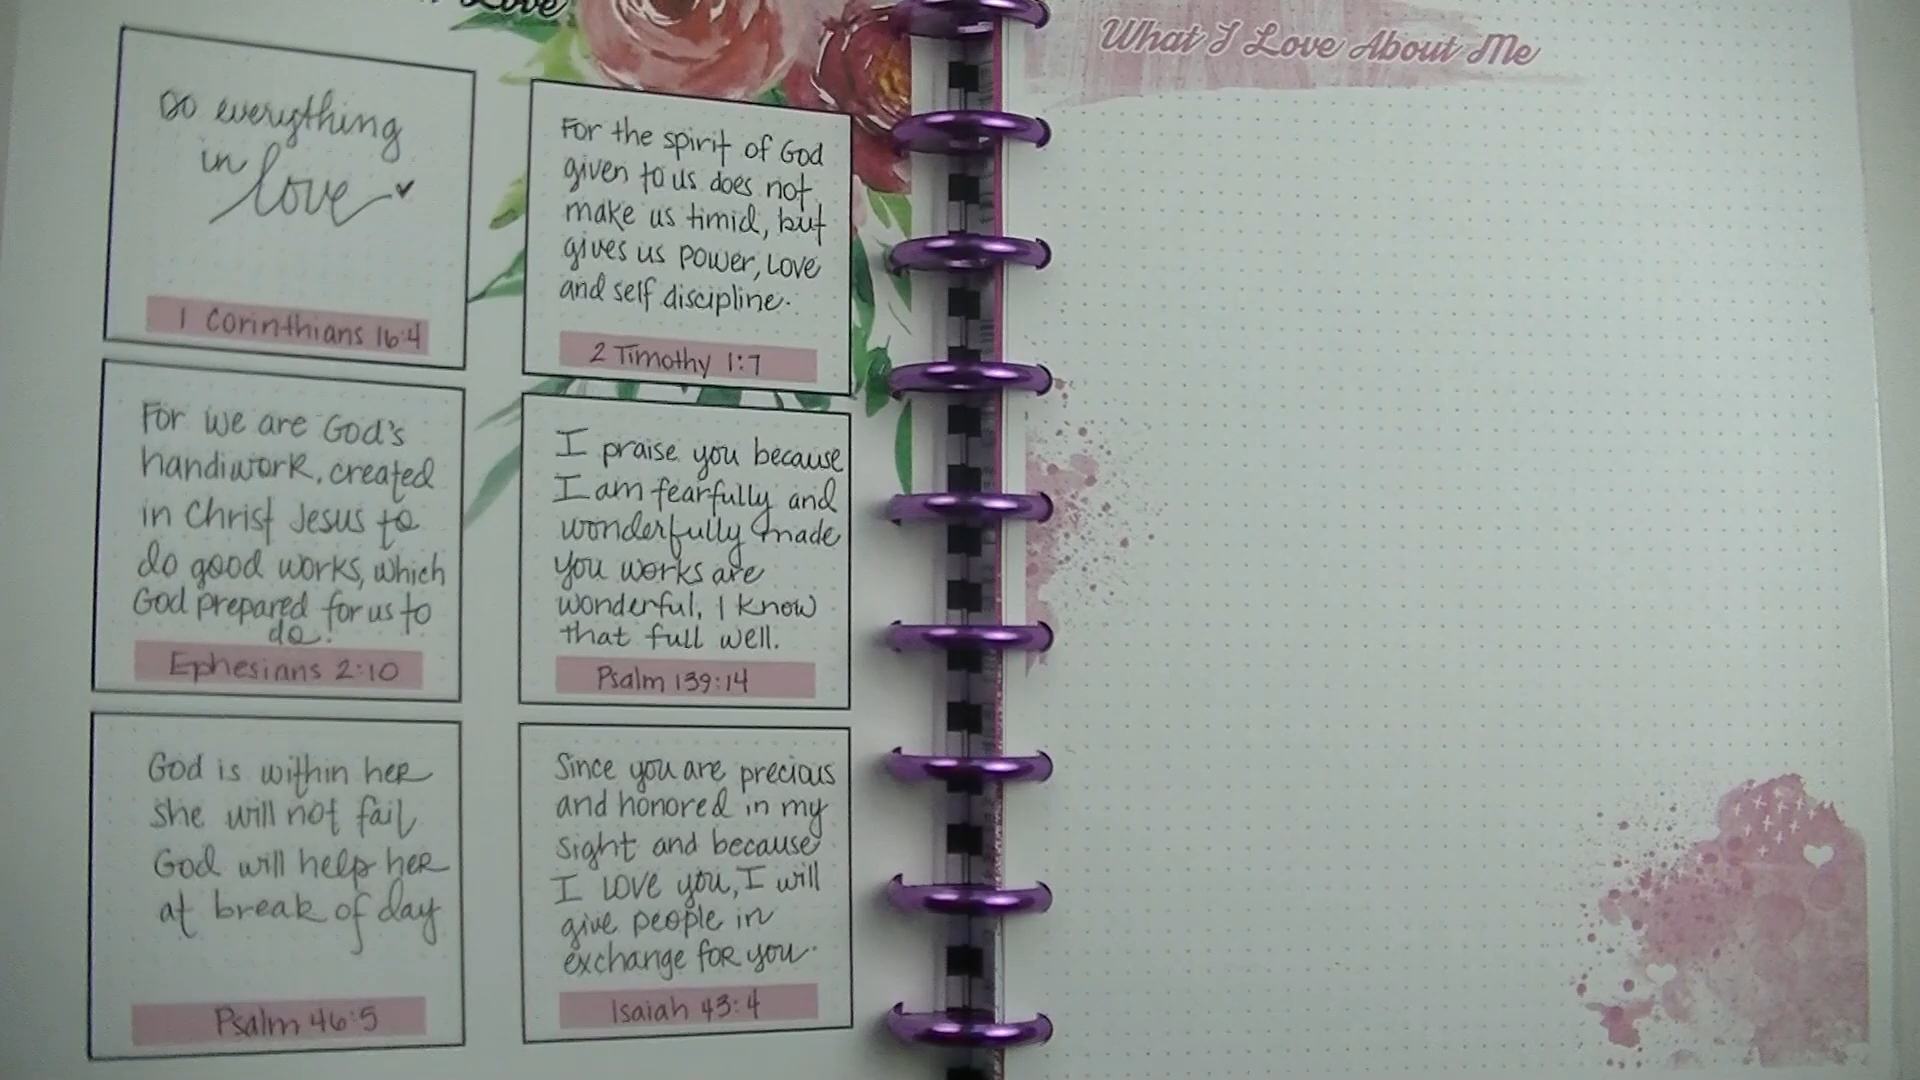 Love
Do everything
in
love
1 Corinthians 16:4
For the spirit of God
given to us does not
make us timid, but
gives us power, love
and self discipline.
2 Timothy 1:7
For we are God's
handiwork, created
in Christ Jesus to
do good works, which
God prepared for us to
do.
Ephesians 2:10
I praise you because
I am fearfully and
wonderfully made
you works are
wonderful, I know
that full well.
Psalm 139:14
God is within her
she will not fail
God will help her
at break of day
Psalm 46:5
Since you are precious
and honored in my
sight and because
I love you, I will
give people in
exchange for you.
Isaiah 43:4
What I Love About Me